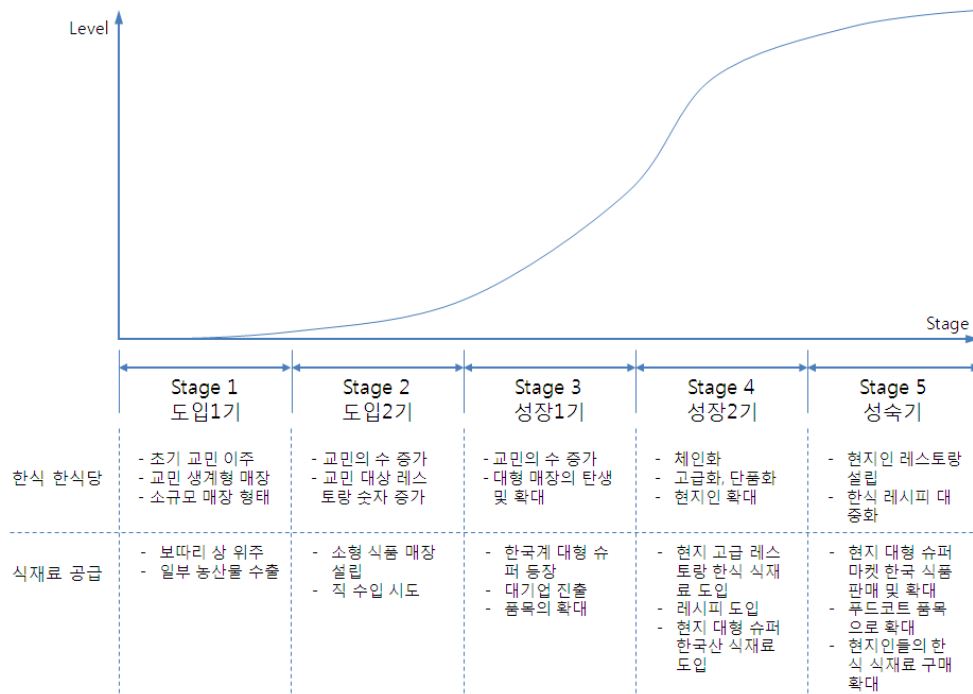 Level
Stage
Stage 1
도입1기
Stage 2
도입2기
Stage 3
성장1기
Stage 4
성장2기
Stage 5
성숙기
한식 한식당
- 초기 교민 이주
- 교민 생계형 매장
- 소규모 매장 형태
- 교민의 수 증가
- 교민 대상 레스
토랑 숫자 증가
- 교민의 수 증가
- 대형 매장의 탄생
및 확대
- 체인화
- 고급화, 단품화
- 현지인 확대
- 현지인 레스토랑
설립
- 한식 레시피 대
중화
식재료 공급
- 보따리 상 위주
- 일부 농산물 수출
- 소형 식품 매장
설립
- 직 수입 시도
- 한국계 대형 슈
퍼 등장
- 대기업 진출
- 품목의 확대
- 현지 고급 레스
토랑 한식 식재
료 도입
- 레시피 도입
- 현지 대형 슈퍼
한국산 식재료
도입
- 현지 대형 슈퍼
마켓 한국 식품
판매 및 확대
- 푸드코트 품목
으로 확대
- 현지인들의 한
식 식재료 구매
확대